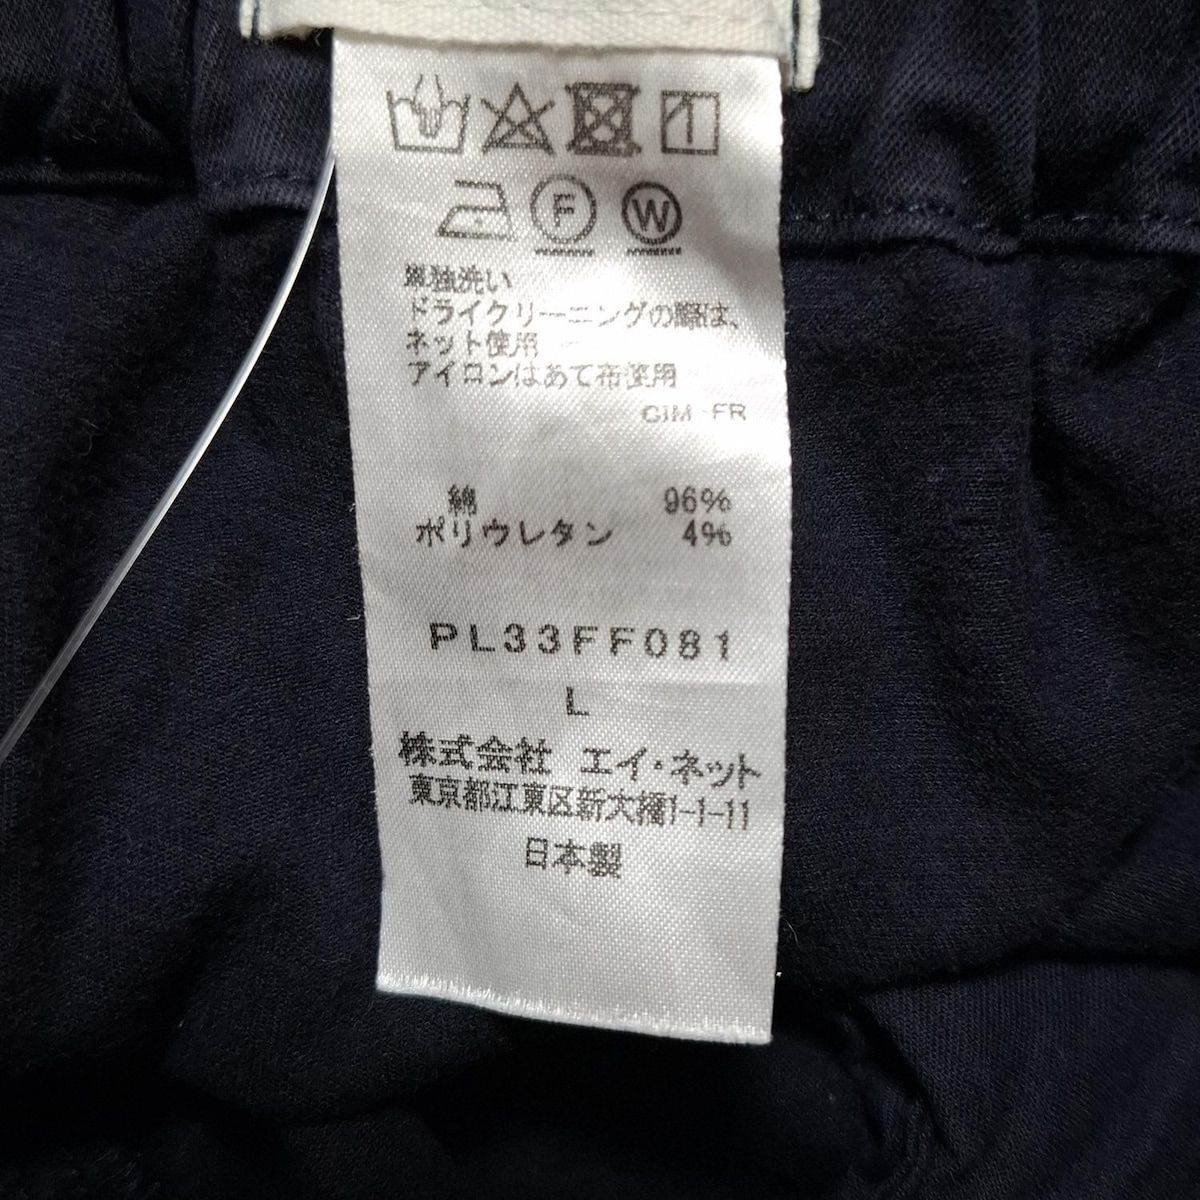 F W
単独洗い
ドライクリーニングの際は、
ネット使用
アイロンはあて布使用
GIM-FR
綿 96%
ポリウレタン 4%
PL33FF081
L
株式会社 エイ・ネット
東京都江東区新大橋1-1-11
日本製